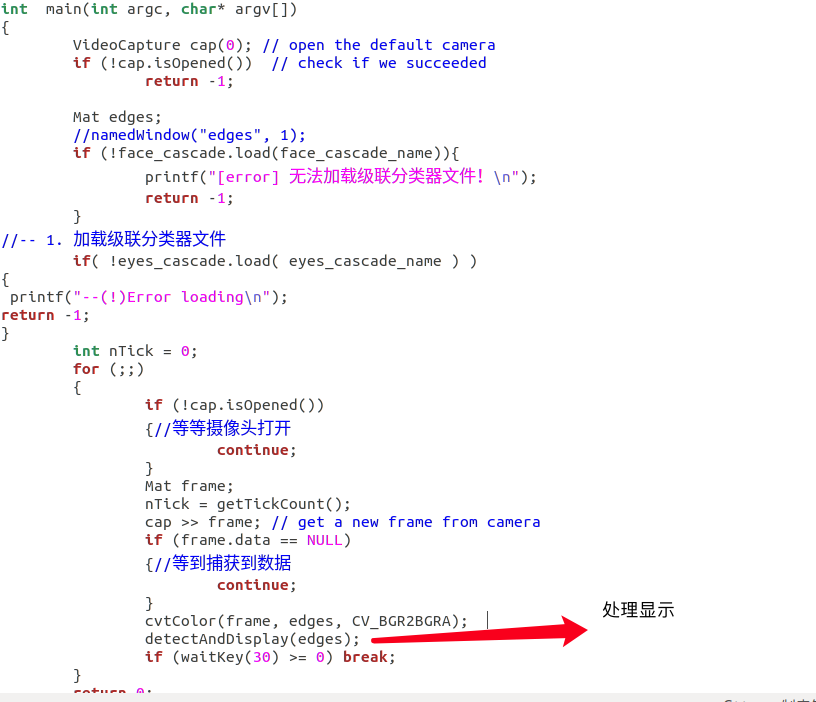 int  main(int argc, char* argv[])
{
        VideoCapture cap(0); // open the default camera
        if (!cap.isOpened())  // check if we succeeded
                return -1;
        Mat edges;
        //namedWindow("edges", 1);
        if (!face_cascade.load(face_cascade_name)){
                printf("[error] 无法加载级联分类器文件！\n");
                return -1;
        }
//-- 1. 加载级联分类器文件
        if( !eyes_cascade.load( eyes_cascade_name ) )
{
 printf("--(!)Error loading\n");
return -1;
}
        int nTick = 0;
        for (;;)
        {
                if (!cap.isOpened())
                {//等等摄像头打开
                        continue;
                }
                Mat frame;
                nTick = getTickCount();
                cap >> frame; // get a new frame from camera
                if (frame.data == NULL)
                {//等到捕获到数据
                        continue;
                }
                cvtColor(frame, edges, CV_BGR2BGRA);
                detectAndDisplay(edges);
处理显示
                if (waitKey(30) >= 0) break;
        }
        return 0;